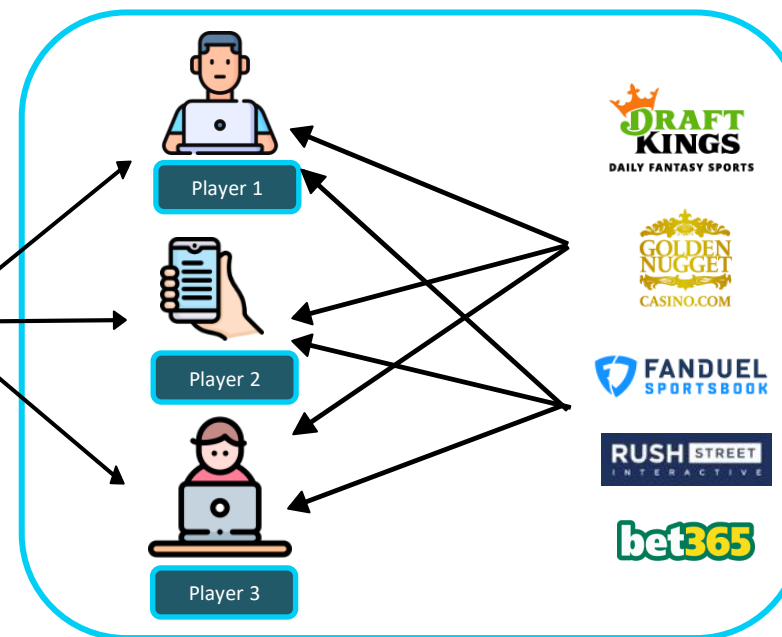 Player 1
Player 2
Player 3
DRAFT
KINGS
DAILY FANTASY SPORTS
GOLDEN
NUGGET
CASINO.COM
FANDUEL
SPORTSBOOK
RUSH STREET
INTERACTIVE
bet365